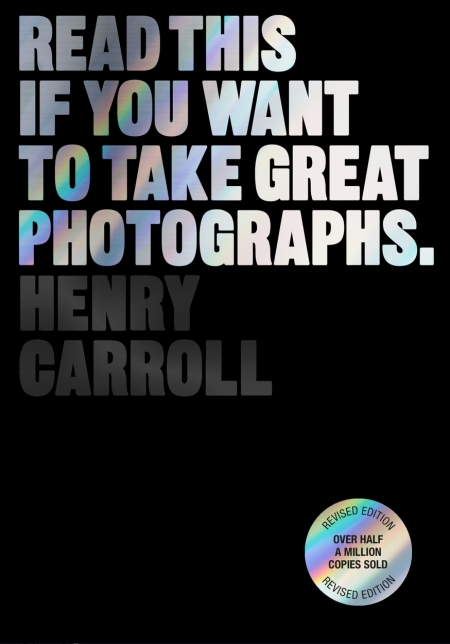 READ THIS
IF YOU WANT
TO TAKE GREAT
PHOTOGRAPHS.
HENRY
CARROLL
REVISED EDITION
OVER HALF
A MILLION
COPIES SOLD
REVISED EDITION